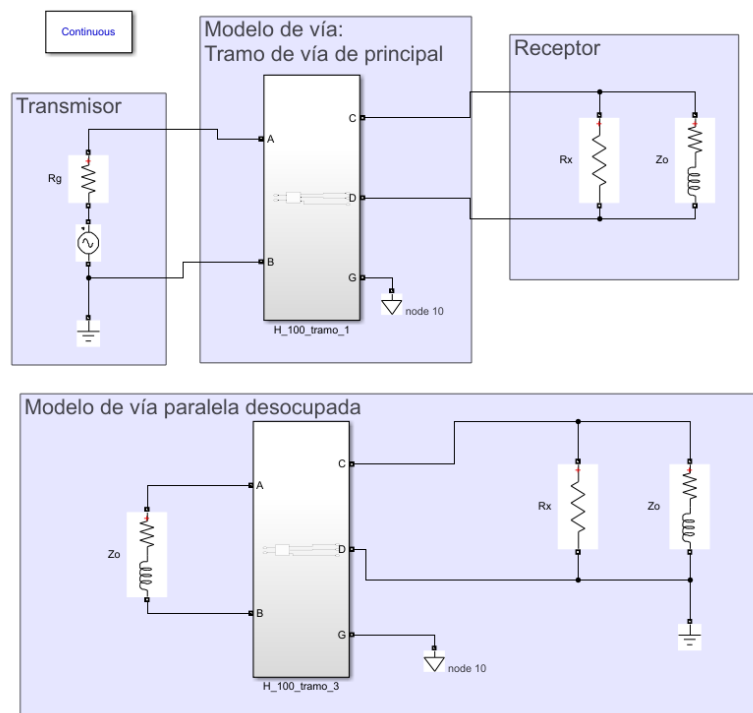 Continuous
Modelo de vía:
Tramo de vía de principal
Receptor
Transmisor
C
A
Rg
Rx
Zo
D
B
G
node 10
H_100_tramo_1
Modelo de vía paralela desocupada
C
A
Rx
Zo
Zo
D
B
G
node 10
H_100_tramo_3